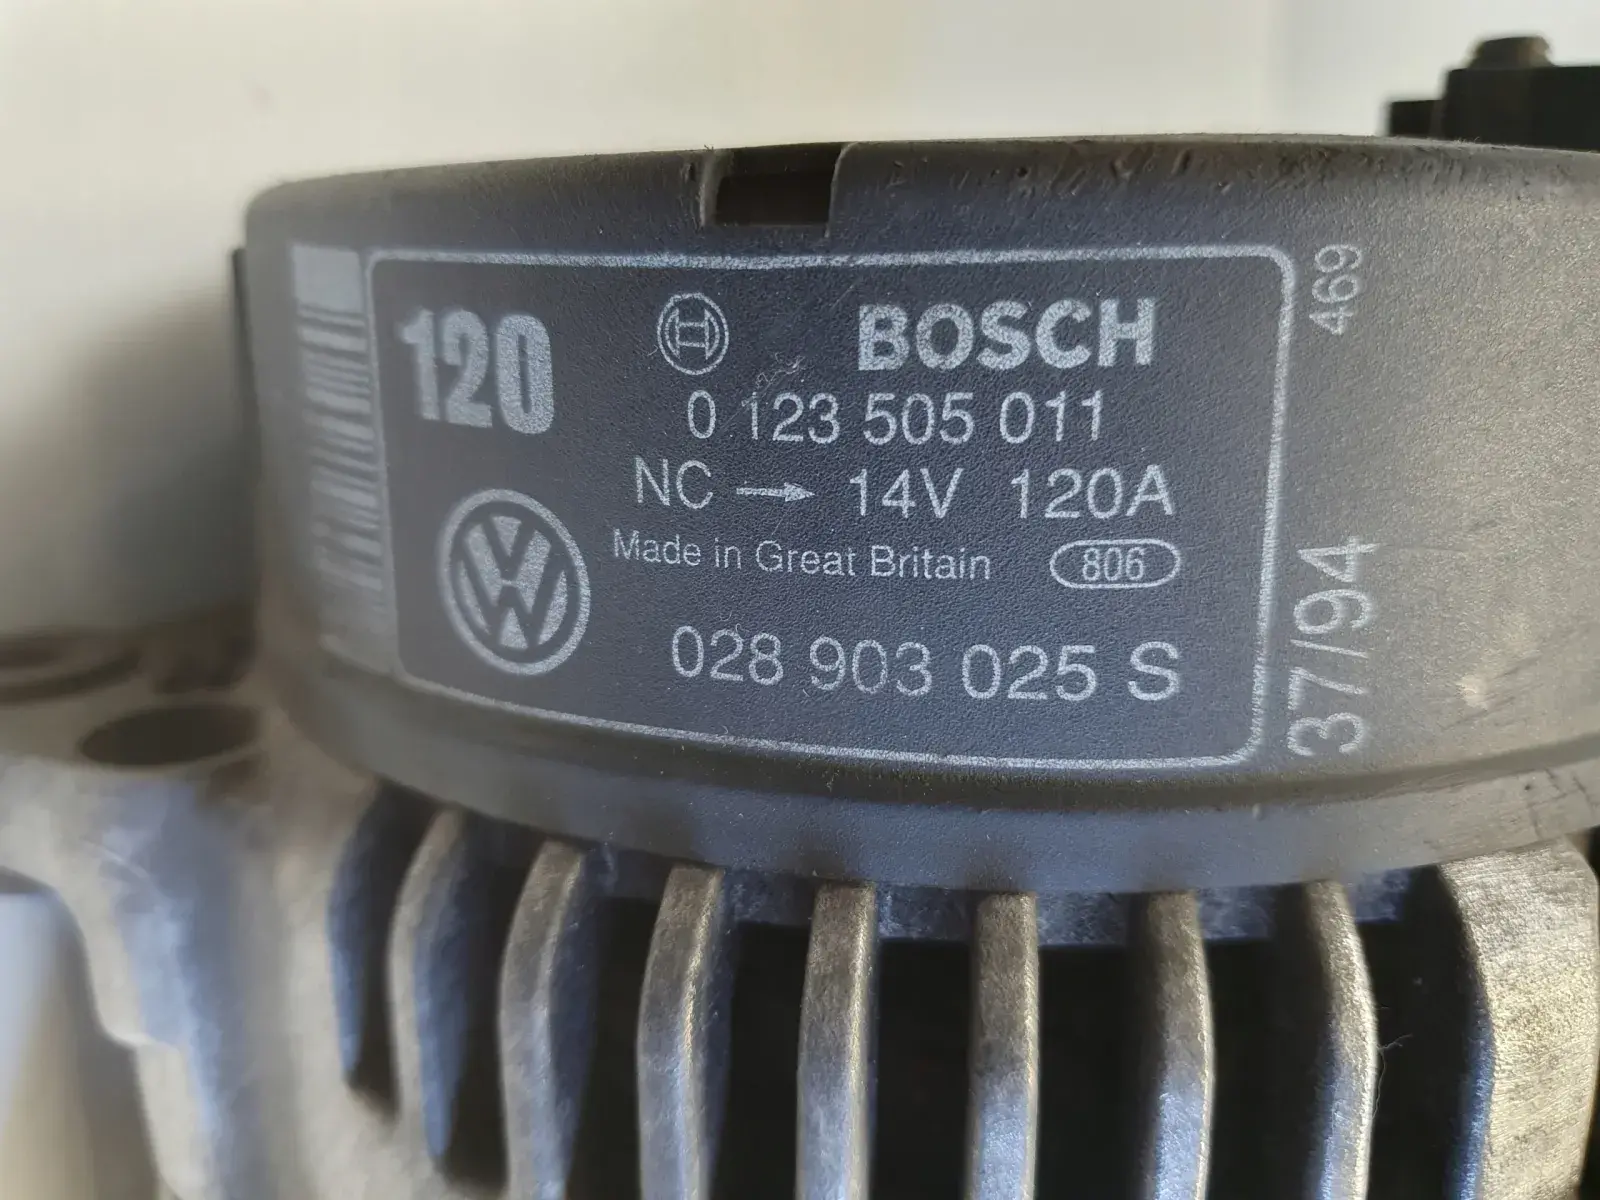 120
BOSCH
0 123 505 011
NC → 14V 120A
Made in Great Britain 806
028 903 025 S
469
37/94